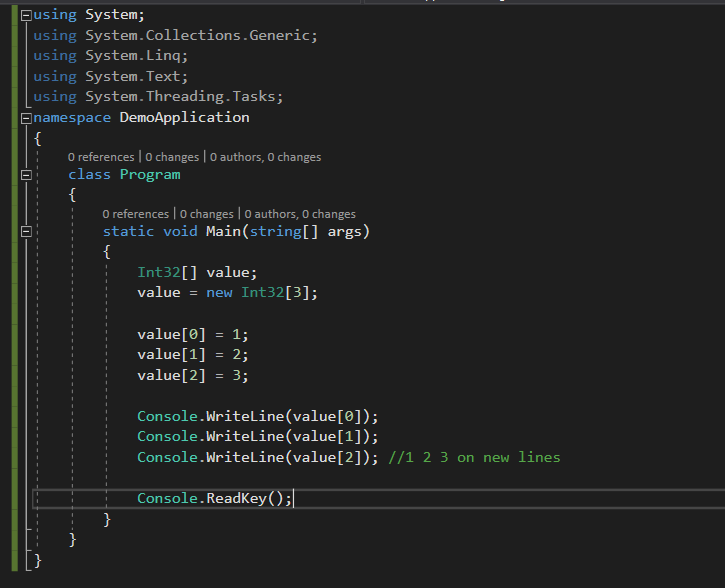 using System;
using System.Collections.Generic;
using System.Linq;
using System.Text;
using System.Threading.Tasks;
namespace DemoApplication
{
0 references | 0 changes | 0 authors, 0 changes
class Program
{
0 references | 0 changes | 0 authors, 0 changes
static void Main(string[] args)
{
Int32[] value;
value = new Int32[3];
value[0] = 1;
value[1] = 2;
value[2] = 3;
Console.WriteLine(value[0]);
Console.WriteLine(value[1]);
Console.WriteLine(value[2]); //1 2 3 on new lines
Console.ReadKey();
}
}
}